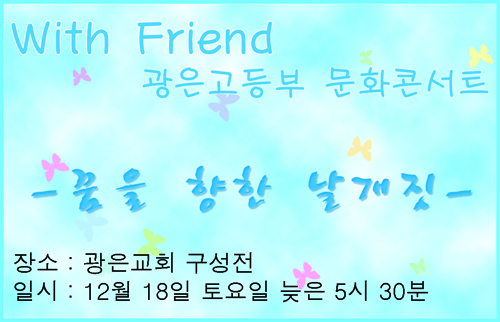 With Friend
광은고등부 문화콘서트
-꿈을 향한 날개짓-
장소 : 광은교회 구성전
일시 : 12월 18일 토요일 늦은 5시 30분